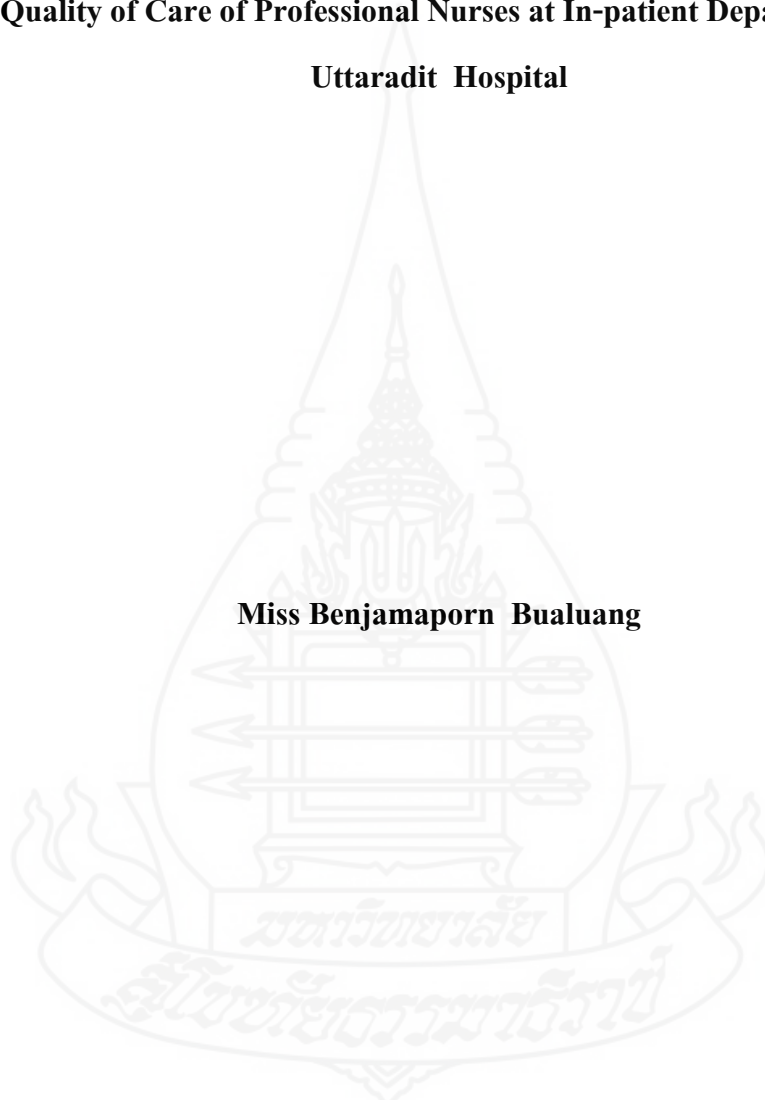 Quality of Care of Professional Nurses at In-patient Depa
Uttaradit Hospital
Miss Benjamaporn Bualuang
มหาวิทยาลัย
สุโขทัยธรรมาธิราช